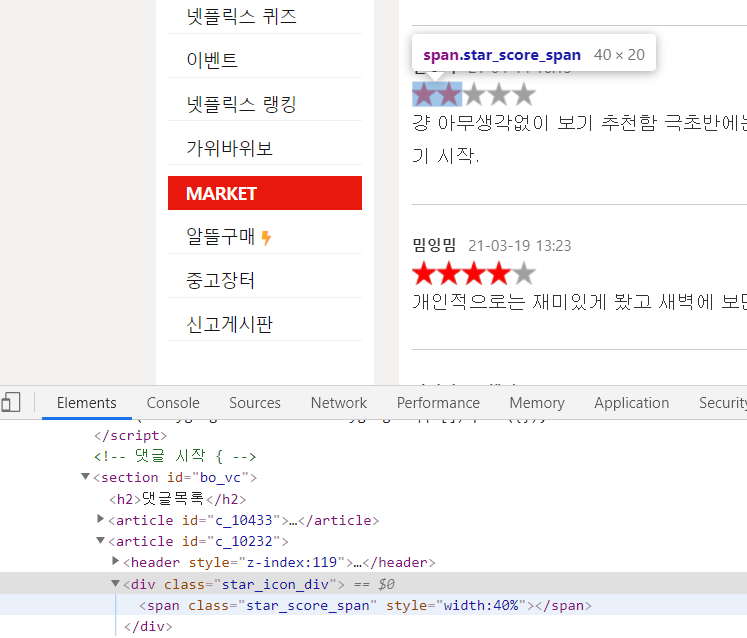 넷플릭스 퀴즈
이벤트
넷플릭스 랭킹
가위바위보
MARKET
알뜰구매
중고장터
신고게시판
span.star_score_span 40 × 20
걍 아무생각없이 보기 추천함 극초반에는
기 시작.
밈잉밈 21-03-19 13:23
개인적으로는 재미있게 봤고 새벽에 보면
Elements Console Sources Network Performance Memory Application Security
</script>
<!-- 댓글 시작 { -->
▼<section id="bo_vc">
<h2>댓글목록</h2>
▶<article id="c_10433">…</article>
▼<article id="c_10232">
▶<header style="z-index:119">…</header>
▼<div class="star_icon_div"> == $0
<span class="star_score_span" style="width:40%"></span>
</div>